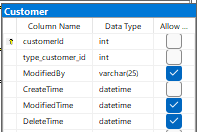 Customer
Column Name Data Type Allow ...
customerId int
type_customer_id int
ModifiedBy varchar(25)
CreateTime datetime
ModifiedTime datetime
DeleteTime datetime